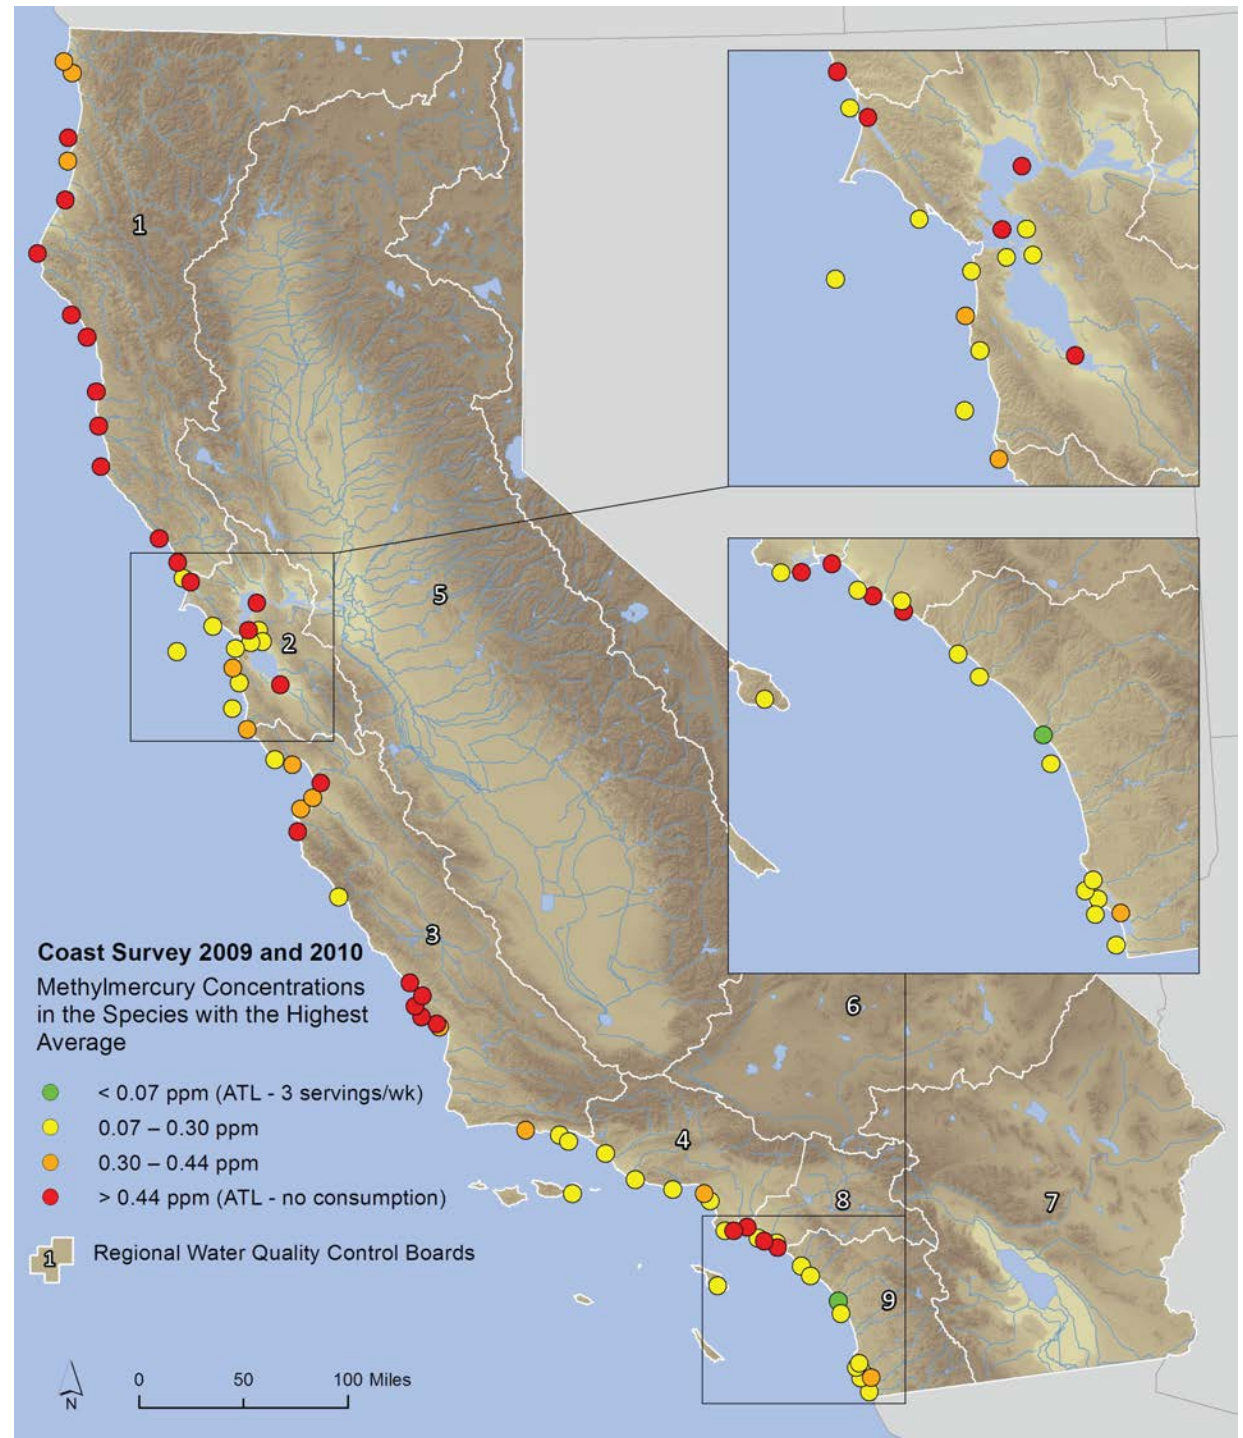 1
2
5
3
6
4
8
7
9
Coast Survey 2009 and 2010
Methylmercury Concentrations
in the Species with the Highest
Average
< 0.07 ppm (ATL - 3 servings/wk)
0.07 – 0.30 ppm
0.30 – 0.44 ppm
> 0.44 ppm (ATL - no consumption)
1 Regional Water Quality Control Boards
0 50 100 Miles
N